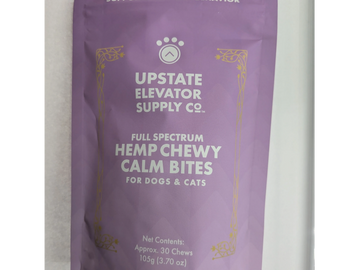 UPSTATE
ELEVATOR
SUPPLY CO™
FULL SPECTRUM
HEMP CHEWY
CALM BITES
FOR DOGS & CATS
Net Contents:
Approx. 30 Chews
105g (3.70 oz)